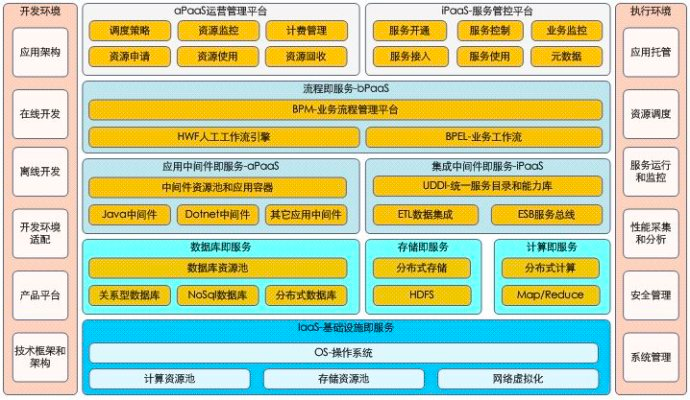 开发环境
应用架构
在线开发
离线开发
开发环境
适配
产品平台
技术框架和
架构
aPaaS运营管理平台
调度策略
资源监控
计费管理
资源申请
资源使用
资源回收
iPaaS-服务管控平台
服务开通
服务控制
业务监控
服务接入
服务使用
元数据
流程即服务-bPaaS
BPM-业务流程管理平台
HWF人工工作流引擎
BPEL-业务工作流
应用中间件即服务-aPaaS
中间件资源池和应用容器
Java中间件
Dotnet中间件
其它应用中间件
集成中间件即服务-iPaaS
UDDI-统一服务目录和能力库
ETL数据集成
ESB服务总线
数据库即服务
数据库资源池
关系型数据库
NoSql数据库
分布式数据库
存储即服务
分布式存储
HDFS
计算即服务
分布式计算
Map/Reduce
IaaS-基础设施即服务
OS-操作系统
计算资源池
存储资源池
网络虚拟化
执行环境
应用托管
资源调度
服务运行
和监控
性能采集
和分析
安全管理
系统管理